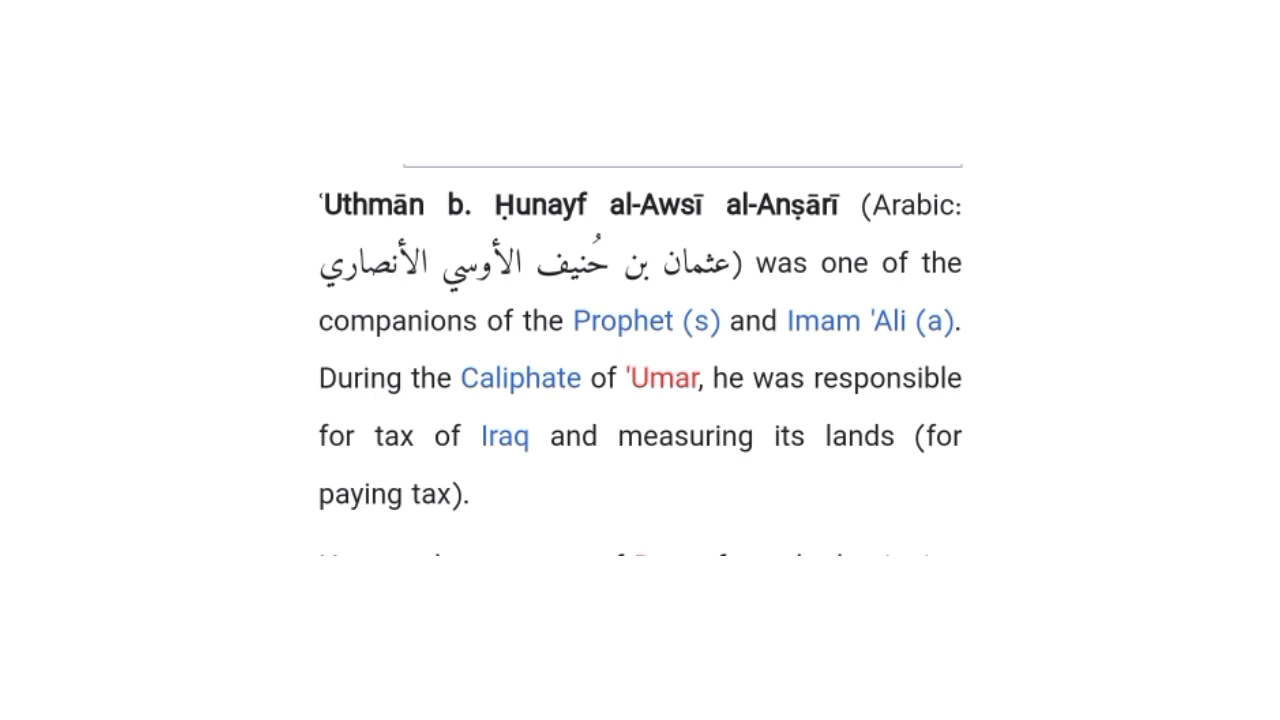 ʿUthmān b. Ḥunayf al-Awsī al-Anṣārī (Arabic:
عثمان بن حُنيف الأوسي الأنصاري) was one of the
companions of the Prophet (s) and Imam 'Ali (a).
During the Caliphate of 'Umar, he was responsible
for tax of Iraq and measuring its lands (for
paying tax).